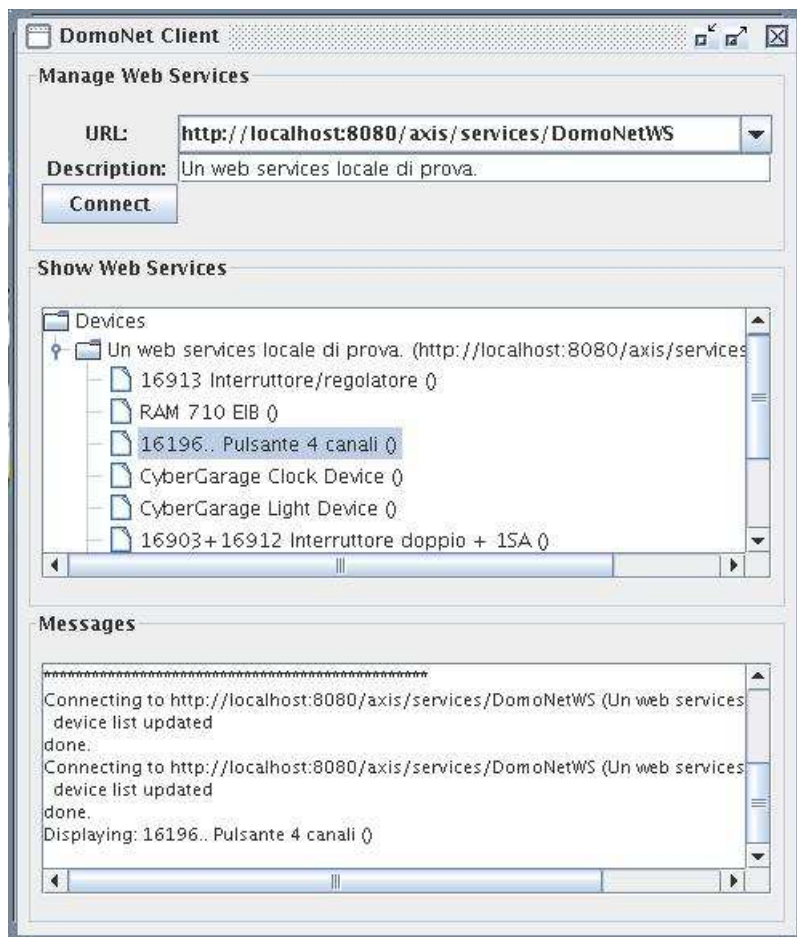 DomoNet Client
Manage Web Services
URL: http://localhost:8080/axis/services/DomoNetWS
Description: Un web services locale di prova.
Connect
Show Web Services
Devices
Un web services locale di prova. (http://localhost:8080/axis/services
16913 Interruttore/regolatore ()
RAM 710 EIB ()
16196.. Pulsante 4 canali ()
CyberGarage Clock Device ()
CyberGarage Light Device ()
16903+16912 Interruttore doppio + 1SA ()
Messages
************************************************
Connecting to http://localhost:8080/axis/services/DomoNetWS (Un web services
device list updated
done.
Connecting to http://localhost:8080/axis/services/DomoNetWS (Un web services
device list updated
done.
Displaying: 16196.. Pulsante 4 canali ()